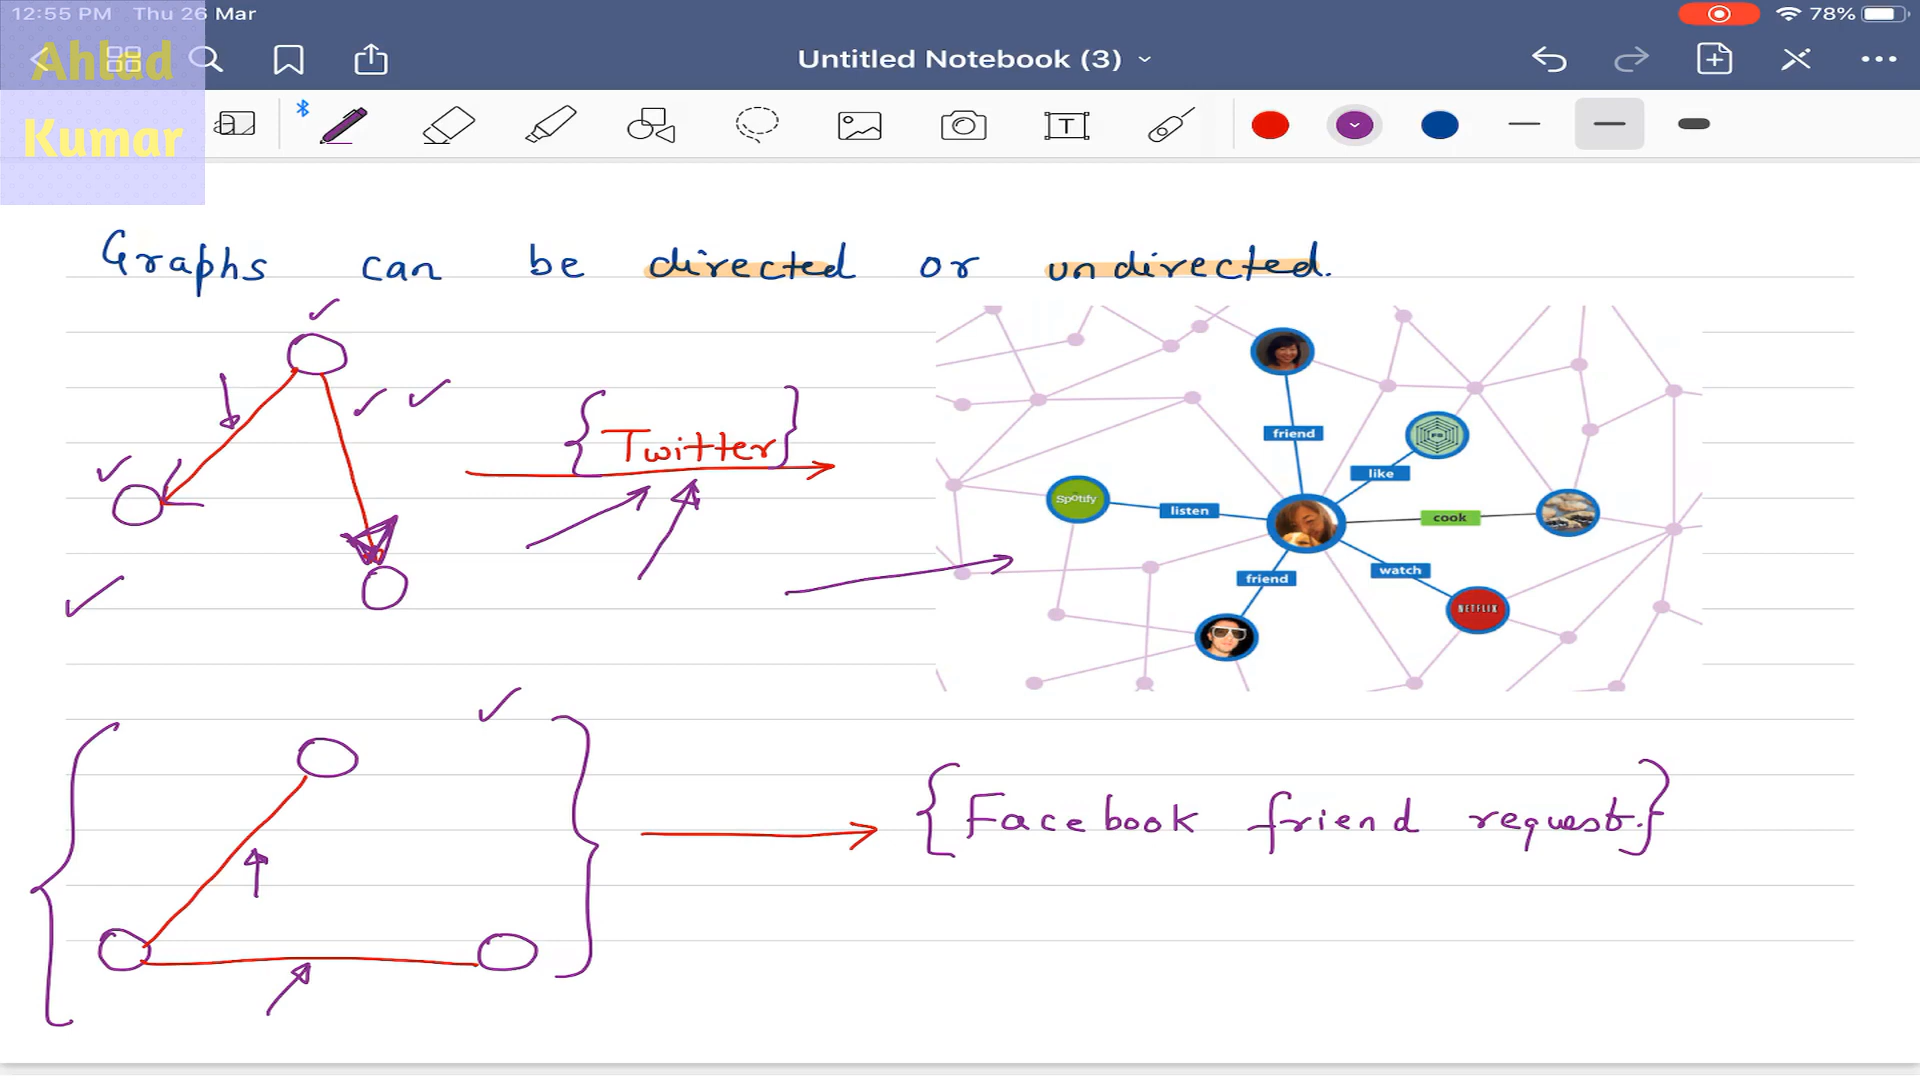 12:55 PM Thu 26 Mar
78%
Ahlad
Kumar
Untitled Notebook (3)
a
T
Graphs can be directed or undirected.
Twitter
friend
like
Spotify
listen
cook
friend
watch
NETFLIX
Facebook friend request.